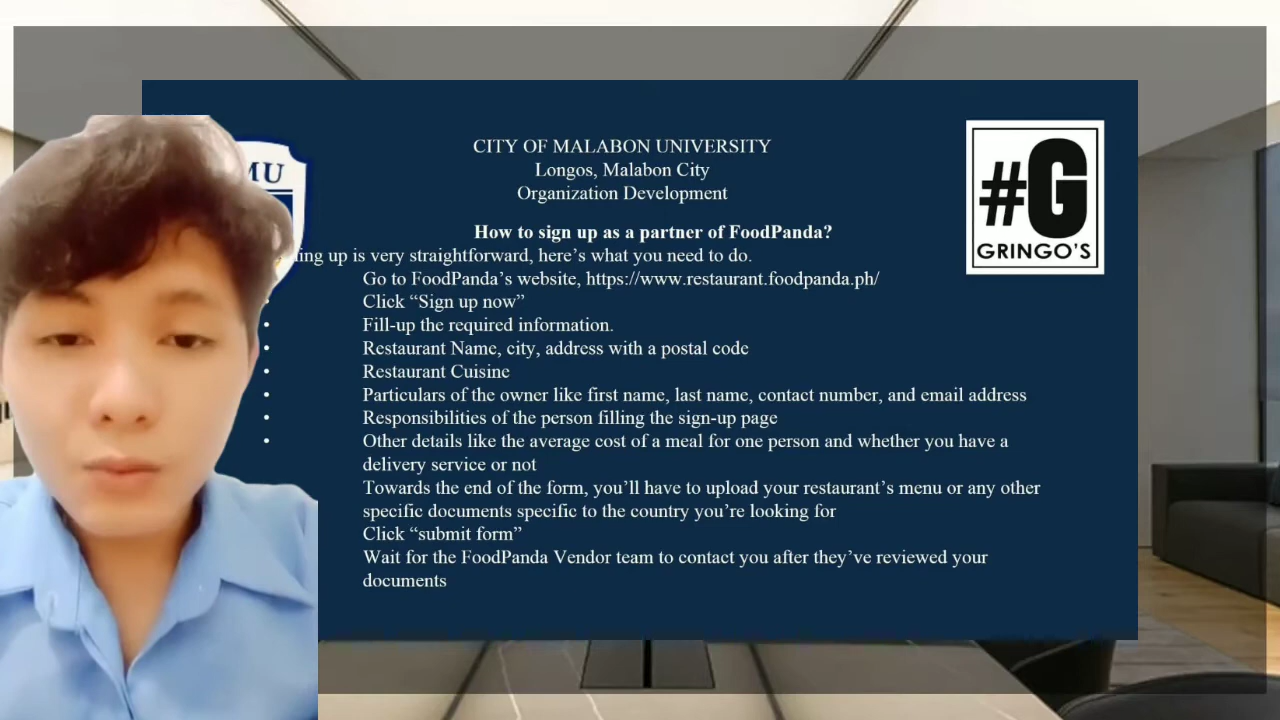 MU
CITY OF MALABON UNIVERSITY
Longos, Malabon City
Organization Development
#G
GRINGO'S
How to sign up as a partner of FoodPanda?
up is very straightforward, here’s what you need to do.
Go to FoodPanda’s website, https://www.restaurant.foodpanda.ph/
• Click “Sign up now”
• Fill-up the required information.
• Restaurant Name, city, address with a postal code
• Restaurant Cuisine
• Particulars of the owner like first name, last name, contact number, and email address
• Responsibilities of the person filling the sign-up page
• Other details like the average cost of a meal for one person and whether you have a
delivery service or not
Towards the end of the form, you’ll have to upload your restaurant’s menu or any other
specific documents specific to the country you’re looking for
Click “submit form”
Wait for the FoodPanda Vendor team to contact you after they’ve reviewed your
documents